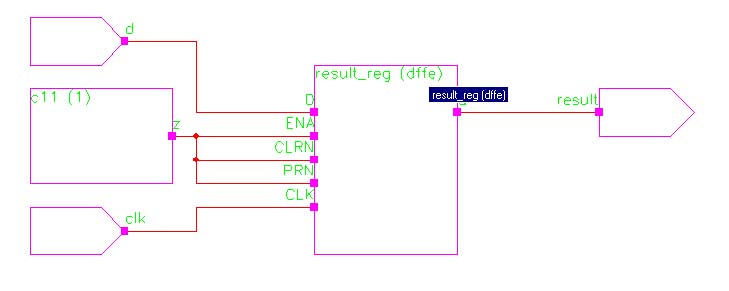 d
result_reg (dffe)
c11 (1)
D
result_reg (dffe)
result
z
ENA
CLRN
PRN
CLK
clk